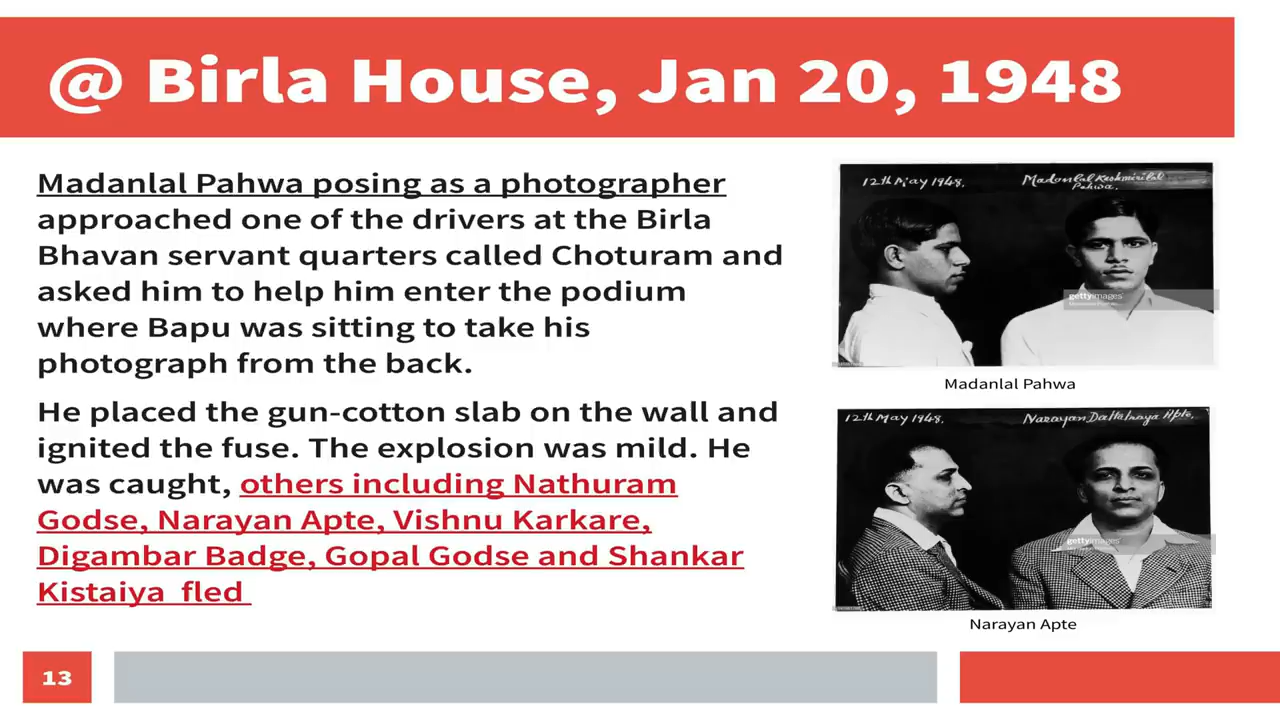 @ Birla House, Jan 20, 1948
Madanlal Pahwa posing as a photographer
approached one of the drivers at the Birla
Bhavan servant quarters called Choturam and
asked him to help him enter the podium
where Bapu was sitting to take his
photograph from the back.
He placed the gun-cotton slab on the wall and
ignited the fuse. The explosion was mild. He
was caught, others including Nathuram
Godse, Narayan Apte, Vishnu Karkare,
Digambar Badge, Gopal Godse and Shankar
Kistaiya fled
12th May 1948.
Madanlal Kashmirilal
Pahwa.
gettyimages
Madanlal Pahwa
12th May 1948.
Narayan Dattatraya Apte.
gettyimages
Narayan Apte
13